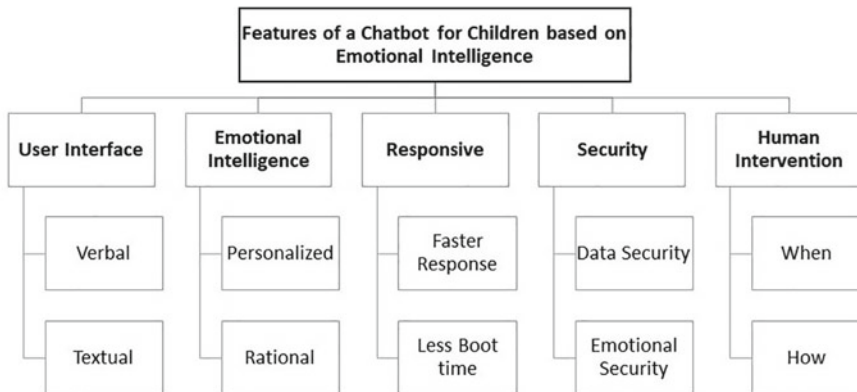 Features of a Chatbot for Children based on
Emotional Intelligence
User Interface
Emotional
Intelligence
Responsive
Security
Human
Intervention
Verbal
Personalized
Faster
Response
Data Security
When
Textual
Rational
Less Boot
time
Emotional
Security
How